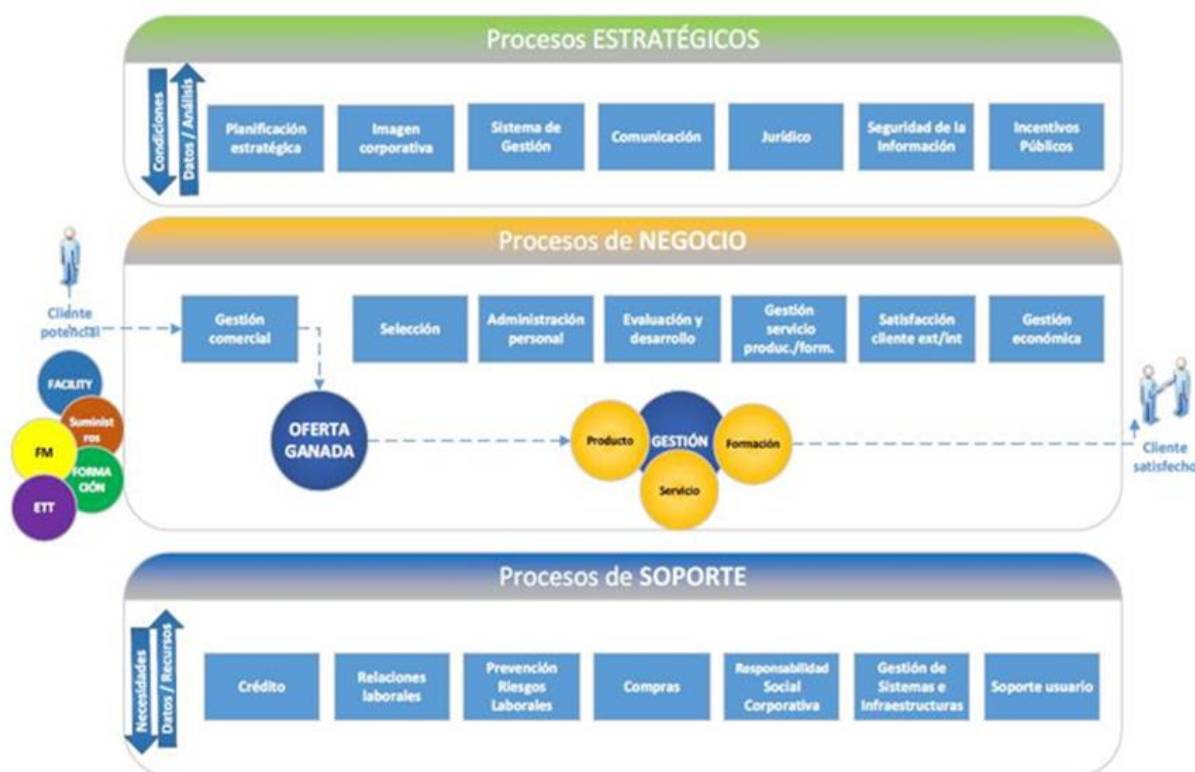 Procesos ESTRATÉGICOS
Condiciones
Datos / Análisis
Planificación
estratégica
Imagen
corporativa
Sistema de
Gestión
Comunicación
Jurídico
Seguridad de la
Información
Incentivos
Públicos
Procesos de NEGOCIO
Cliente
potencial
Gestión
comercial
Selección
Administración
personal
Evaluación y
desarrollo
Gestión
servicio
produc./form.
Satisfacción
cliente ext/int
Gestión
económica
FACILITY
Suminist
ros
FM
FORMA
CIÓN
ETT
OFERTA
GANADA
Producto
GESTIÓN
Formación
Servicio
Cliente
satisfecho
Procesos de SOPORTE
Necesidades
Datos / Recursos
Crédito
Relaciones
laborales
Prevención
Riesgos
Laborales
Compras
Responsabilidad
Social
Corporativa
Gestión de
Sistemas e
Infraestructuras
Soporte usuario